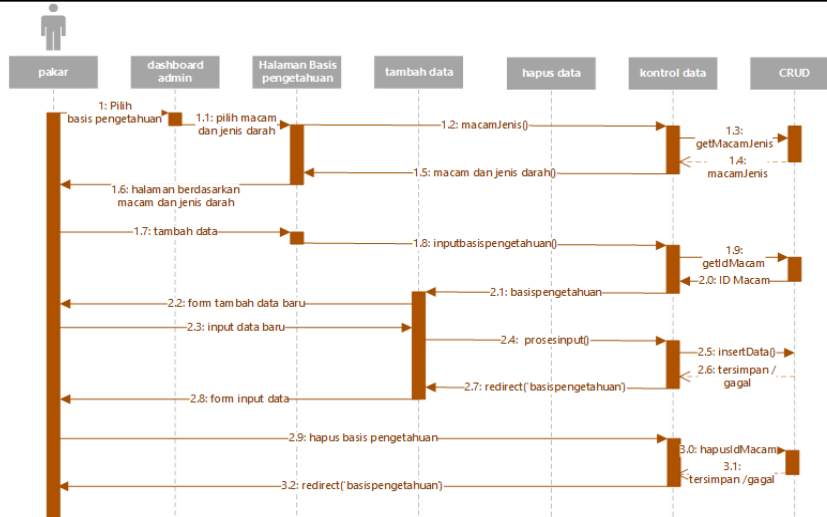 pakar
dashboard
admin
Halaman Basis
pengetahuan
tambah data
hapus data
kontrol data
CRUD
1: Pilih
basis pengetahuan
1.1: pilih macam
dan jenis darah
1.2: macamJenis()
1.3:
getMacamJenis
1.4:
macamJenis
1.5: macam dan jenis darah()
1.6: halaman berdasarkan
macam dan jenis darah
1.7: tambah data
1.8: inputbasispengetahuan()
1.9:
getIdMacam
2.0: ID Macam
2.1: basispengetahuan
2.2: form tambah data baru
2.3: input data baru
2.4: prosesinput()
2.5: insertData()
2.6: tersimpan /
gagal
2.7: redirect('basispengetahuan')
2.8: form input data
2.9: hapus basis pengetahuan
3.0: hapusIdMacam
3.1:
tersimpan /gagal
3.2: redirect('basispengetahuan')